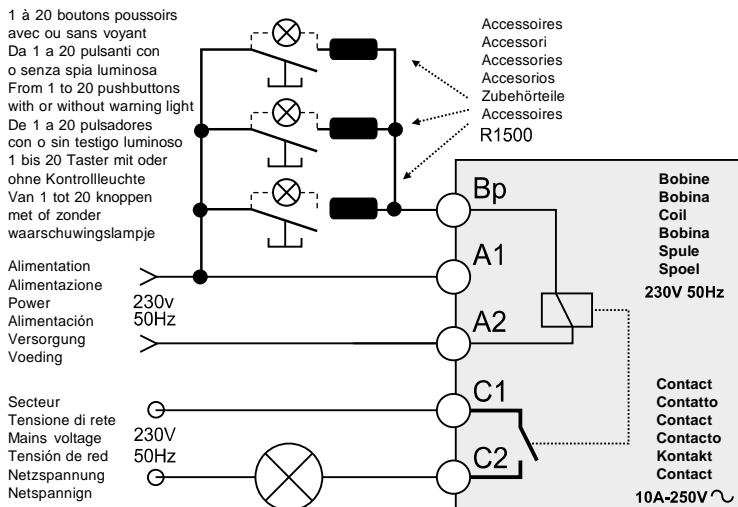 1 à 20 boutons poussoirs
avec ou sans voyant
Da 1 a 20 pulsanti con
o senza spia luminosa
From 1 to 20 pushbuttons
with or without warning light
De 1 a 20 pulsadores
con o sin testigo luminoso
1 bis 20 Taster mit oder
ohne Kontrollleuchte
Van 1 tot 20 knoppen
met of zonder
waarschuwingslampje
Accessoires
Accessori
Accessories
Accesorios
Zubehörteile
Accessoires
R1500
Bp
A1
A2
C1
C2
Bobine
Bobina
Coil
Bobina
Spule
Spoel
230V 50Hz
Alimentation
Alimentazione
Power
Alimentación
Versorgung
Voeding
230v
50Hz
Secteur
Tensione di rete
Mains voltage
Tensión de red
Netzspannung
Netspannign
230V
50Hz
Contact
Contatto
Contact
Contacto
Kontakt
Contact
10A-250V